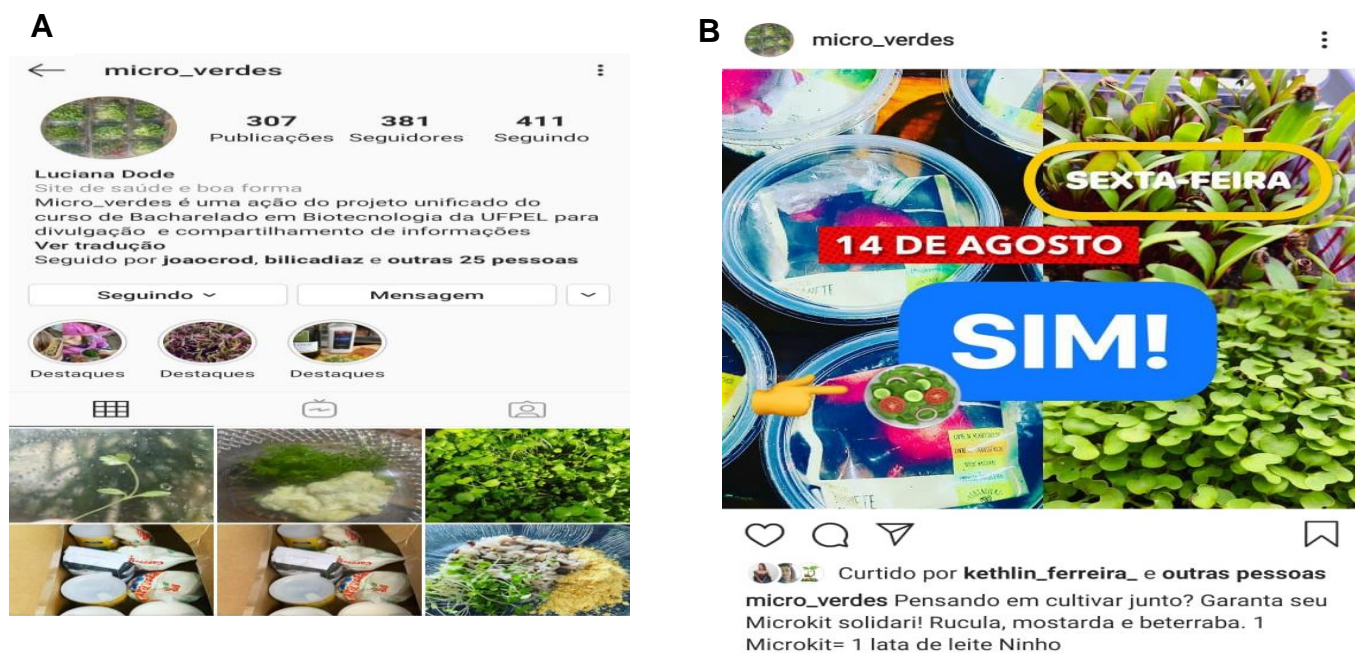 A
micro_verdes
307 381 411
Publicações Seguidores Seguindo
Luciana Dode
Site de saúde e boa forma
Micro_verdes é uma ação do projeto unificado do
curso de Bacharelado em Biotecnologia da UFPEL para
divulgação e compartilhamento de informações
Ver tradução
Seguido por joaocrod, bilicadiaz e outras 25 pessoas
Seguindo Mensagem
Destaques Destaques Destaques
B
micro_verdes
SEXTA-FEIRA
14 DE AGOSTO
SIM!
Curtido por kethlin_ferreira_ e outras pessoas
micro_verdes Pensando em cultivar junto? Garanta seu
Microkit solidari! Rucula, mostarda e beterraba. 1
Microkit= 1 lata de leite Ninho